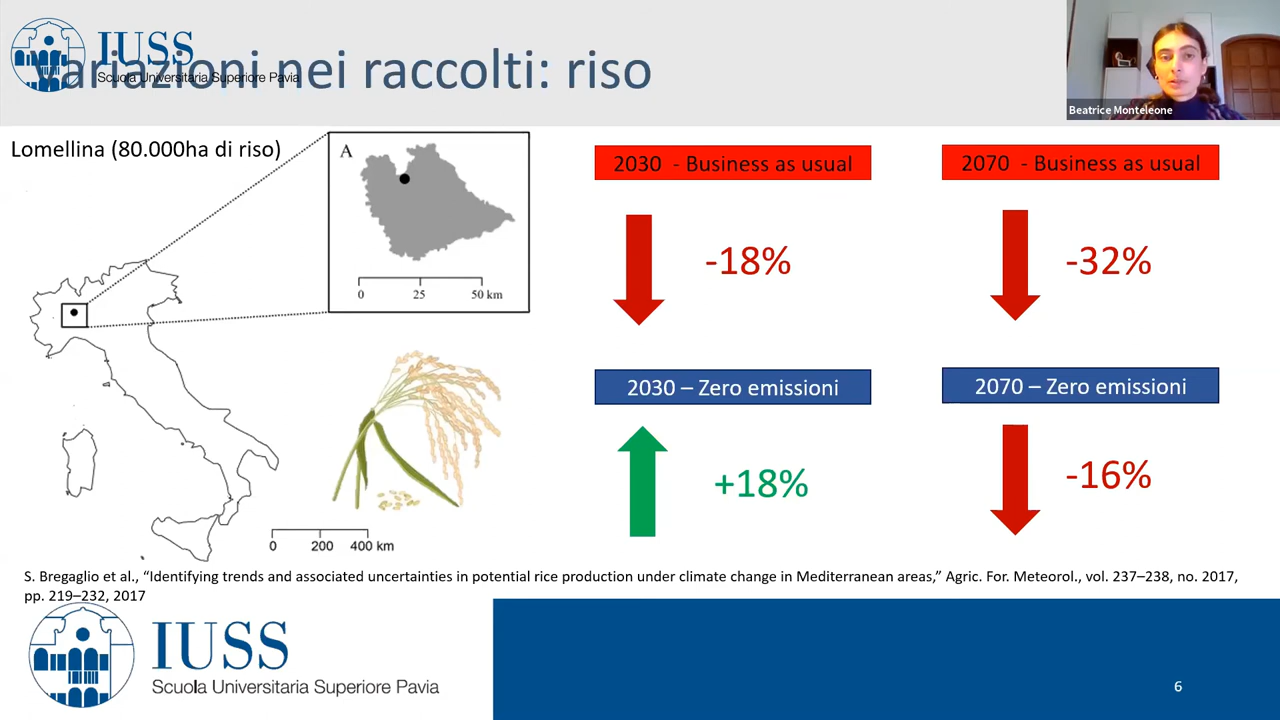 IUSS
Scuola Universitaria Superiore Pavia
variazioni nei raccolti: riso
Beatrice Monteleone
Lomellina (80.000ha di riso)
A
0 25 50 km
2030 - Business as usual
2070 - Business as usual
-18%
-32%
2030 – Zero emissioni
2070 – Zero emissioni
+18%
-16%
0 200 400 km
S. Bregaglio et al., “Identifying trends and associated uncertainties in potential rice production under climate change in Mediterranean areas,” Agric. For. Meteorol., vol. 237–238, no. 2017,
pp. 219–232, 2017
IUSS
Scuola Universitaria Superiore Pavia
6